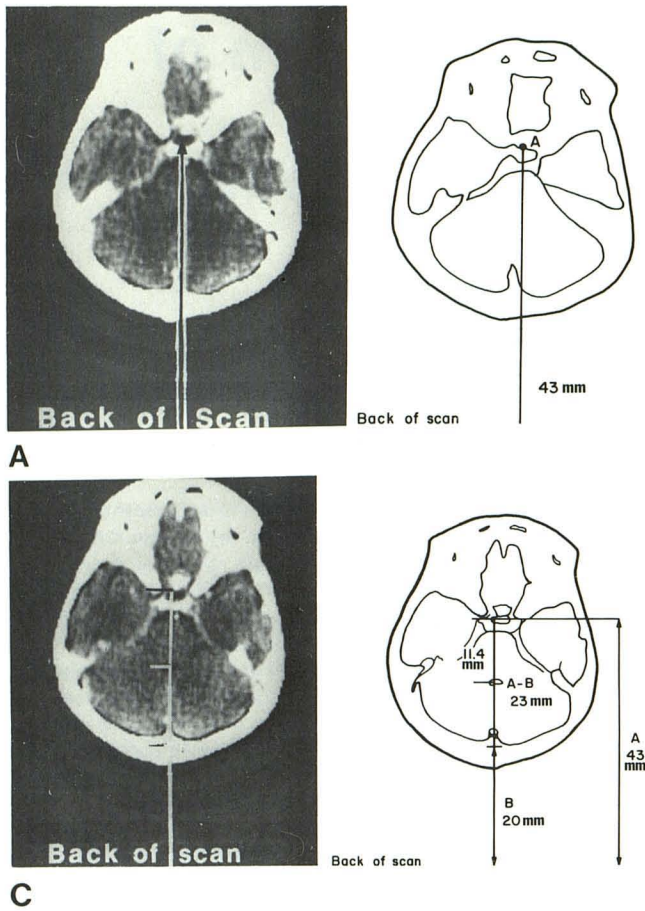 A
43 mm
Back of Scan
Back of scan
A
11.4
mm
A-B
23 mm
A
43
mm
B
20 mm
Back of scan
Back of scan
C